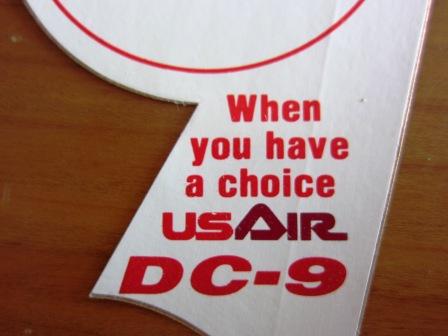 When
you have
a choice
USAIR
DC-9